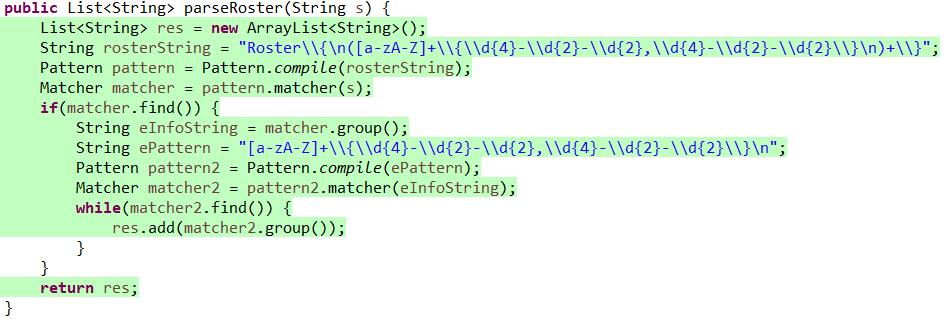 public List<String> parseRoster(String s) {
    List<String> res = new ArrayList<String>();
    String rosterString = "Roster\\{\n([a-zA-Z]+\\{\\d{4}-\\d{2}-\\d{2},\\d{4}-\\d{2}-\\d{2}\\}\n)+\\}";
    Pattern pattern = Pattern.compile(rosterString);
    Matcher matcher = pattern.matcher(s);
    if(matcher.find()) {
        String eInfoString = matcher.group();
        String ePattern = "[a-zA-Z]+\\{\\d{4}-\\d{2}-\\d{2},\\d{4}-\\d{2}-\\d{2}\\}\n";
        Pattern pattern2 = Pattern.compile(ePattern);
        Matcher matcher2 = pattern2.matcher(eInfoString);
        while(matcher2.find()) {
            res.add(matcher2.group());
        }
    }
    return res;
}